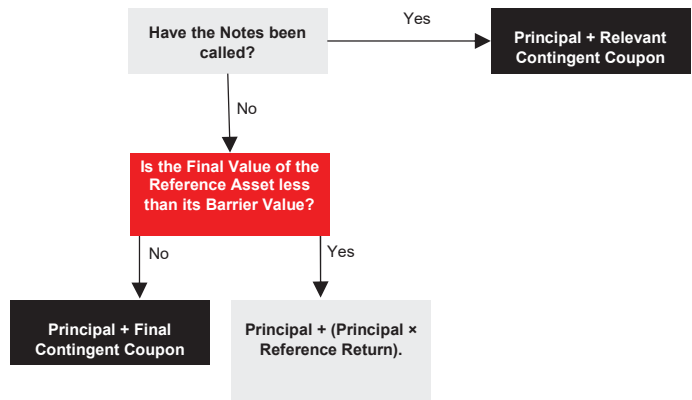 Have the Notes been
called?
Yes
Principal + Relevant
Contingent Coupon
No
Is the Final Value of the
Reference Asset less
than its Barrier Value?
No
Yes
Principal + Final
Contingent Coupon
Principal + (Principal ×
Reference Return).